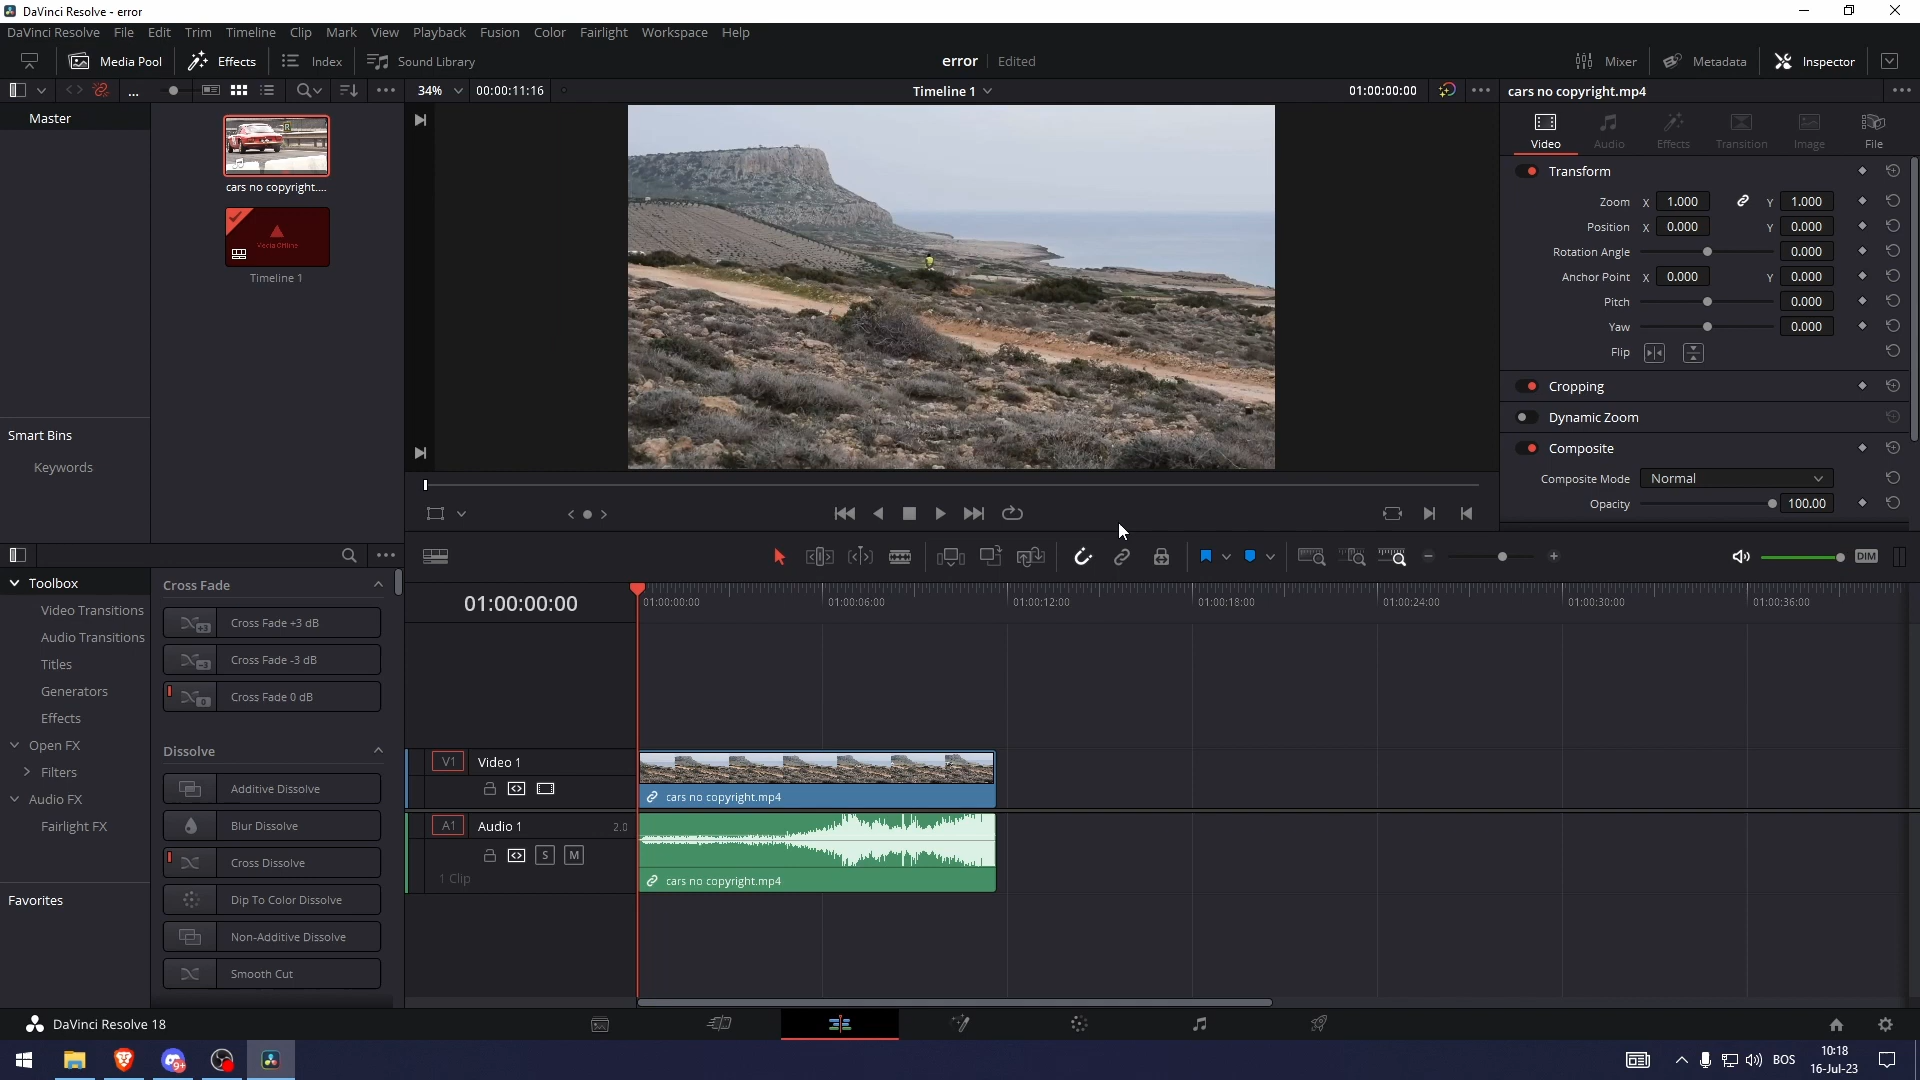 DaVinci Resolve - error
DaVinci Resolve File Edit Trim Timeline Clip Mark View Playback Fusion Color Fairlight Workspace Help
Media Pool Effects Index Sound Library error Edited Mixer Metadata Inspector
... 34% 00:00:11:16 Timeline 1 01:00:00:00 cars no copyright.mp4
Master
cars no copyright....
Media Offline
Timeline 1
Video Audio Effects Transition Image File
Transform
Zoom X 1.000 Y 1.000
Position X 0.000 Y 0.000
Rotation Angle 0.000
Anchor Point X 0.000 Y 0.000
Pitch 0.000
Yaw 0.000
Flip
Cropping
Dynamic Zoom
Composite
Composite Mode Normal
Opacity 100.00
Smart Bins
Keywords
DIM
Toolbox
Video Transitions
Audio Transitions
Titles
Generators
Effects
Open FX
Filters
Audio FX
Fairlight FX
Favorites
Cross Fade
+3 Cross Fade +3 dB
-3 Cross Fade -3 dB
0 Cross Fade 0 dB
Dissolve
Additive Dissolve
Blur Dissolve
Cross Dissolve
Dip To Color Dissolve
Non-Additive Dissolve
Smooth Cut
01:00:00:00
01:00:00:00 01:00:06:00 01:00:12:00 01:00:18:00 01:00:24:00 01:00:30:00 01:00:36:00
V1 Video 1
cars no copyright.mp4
A1 Audio 1 2.0
S M
1 Clip
cars no copyright.mp4
DaVinci Resolve 18
9+
BOS
10:18
16-Jul-23